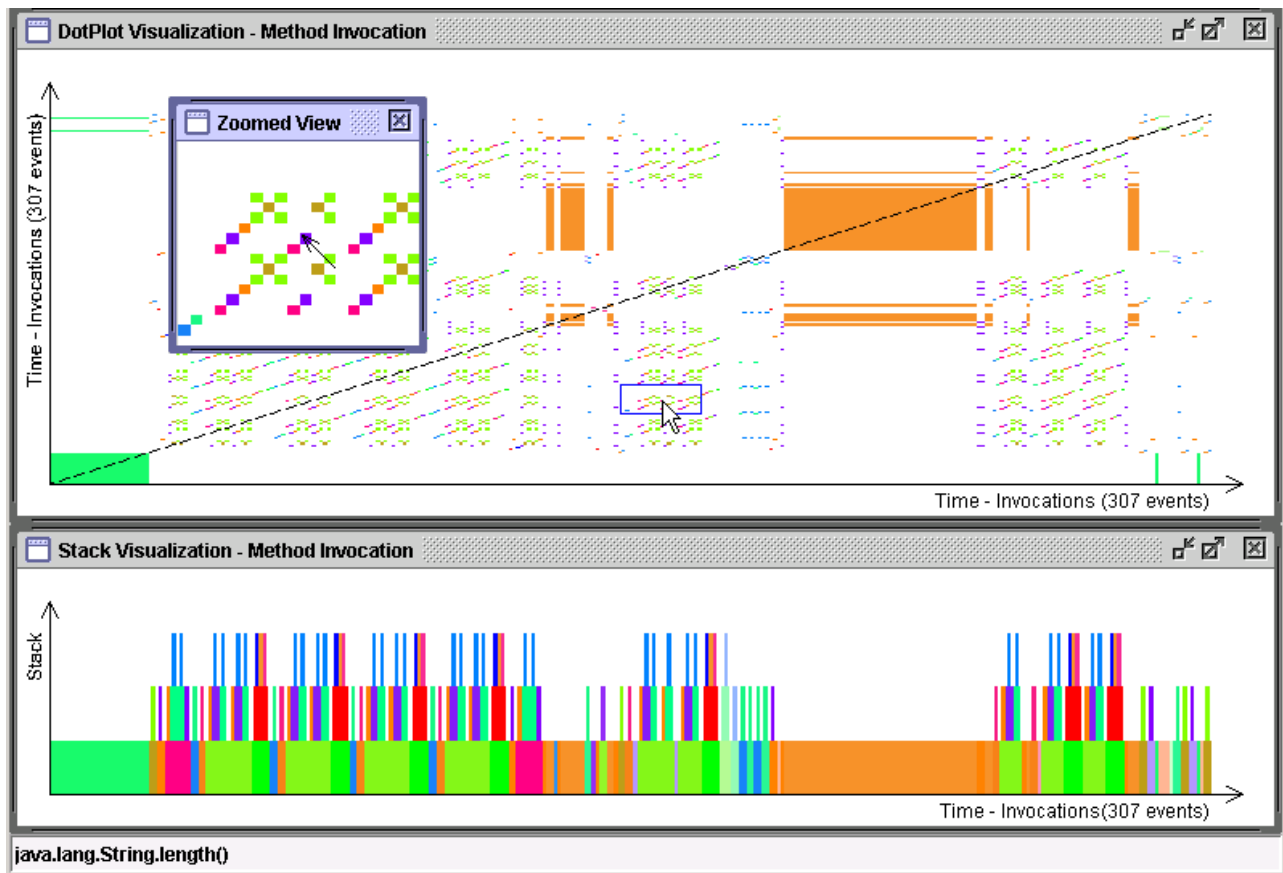 DotPlot Visualization - Method Invocation
Zoomed View
Time - Invocations (307 events)
Time - Invocations (307 events)
Stack Visualization - Method Invocation
Stack
Time - Invocations(307 events)
java.lang.String.length()